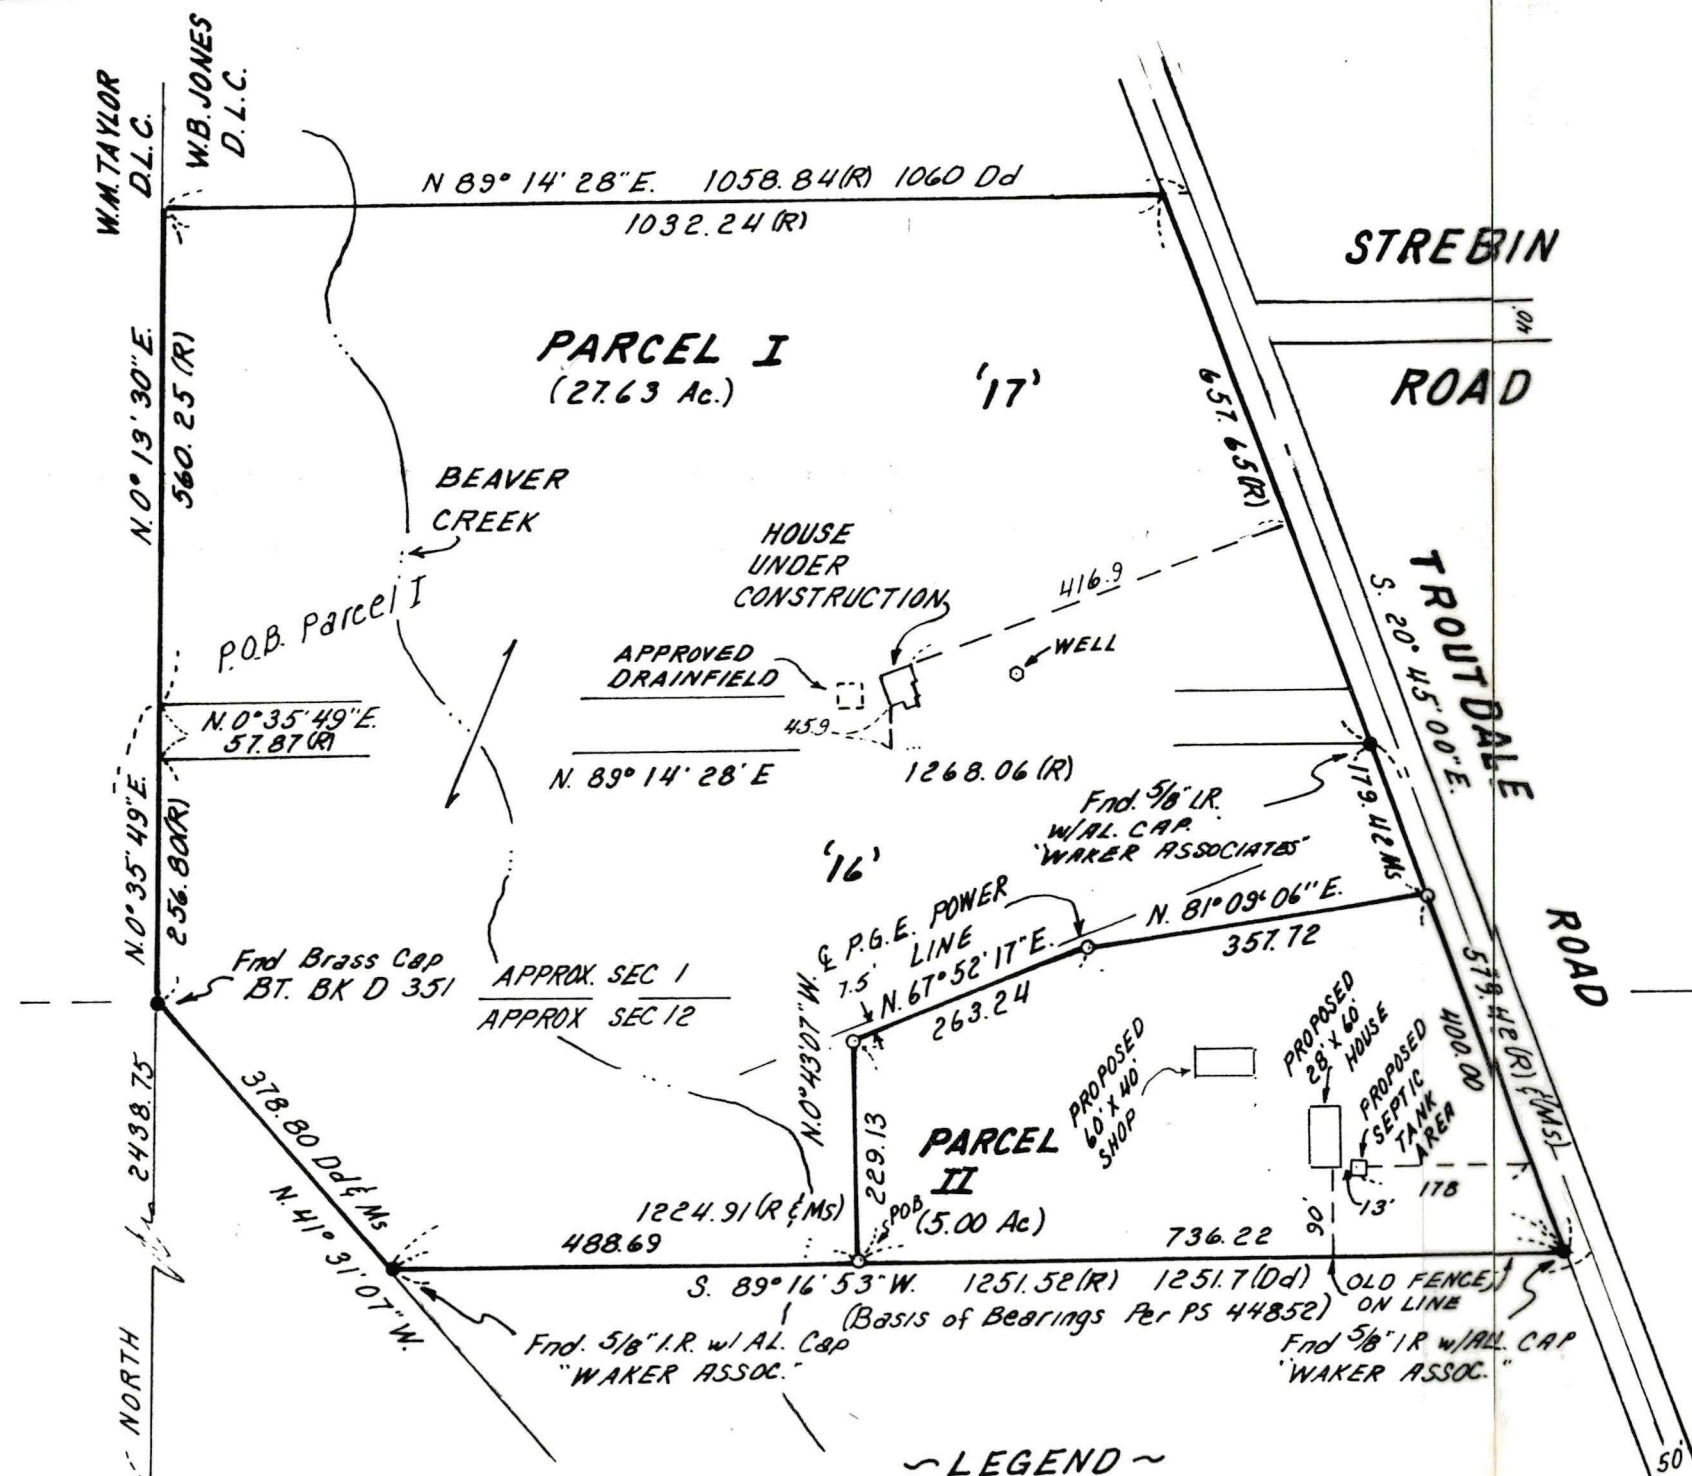 W.M. TAYLOR
D.L.C.
W.B. JONES
D.L.C.
N 89° 14' 28" E. 1058.84 (R) 1060 Dd
1032.24 (R)
STREBIN
40'
ROAD
PARCEL I
(27.63 Ac.)
'17'
N. 0° 13' 30" E.
560.25 (R)
657.65 (R)
BEAVER
CREEK
HOUSE
UNDER
CONSTRUCTION
416.9
P.O.B. Parcel I
APPROVED
DRAINFIELD
WELL
TROUTDALE
S. 20° 45' 00" E.
N. 0° 35' 49" E.
57.87 (R)
45.9
N. 89° 14' 28' E
1268.06 (R)
N. 0° 35' 49" E.
256.80 (R)
Fnd. 5/8" I.R.
w/AL. CAP.
"WAKER ASSOCIATES"
179.42 Ms
'16'
℄ P.G.E. POWER
LINE
7.5'
N. 67° 52' 17" E.
263.24
N. 81° 09' 06" E.
357.72
ROAD
579.42 (R) & (Ms)
400.00
Fnd Brass Cap
BT. BK D 351
APPROX. SEC 1
APPROX SEC 12
N. 0° 43' 07" W.
229.13
PROPOSED
60' X 40'
SHOP
PROPOSED
28' X 60'
HOUSE
PROPOSED
SEPTIC
TANK
AREA
2438.75
378.80 Dd & Ms
N. 41° 31' 07" W.
PARCEL
II
(5.00 Ac)
POB
178
13'
90'
1224.91 (R & Ms)
488.69
736.22
S. 89° 16' 53" W. 1251.52 (R) 1251.7 (Dd)
(Basis of Bearings Per PS 44852)
(OLD FENCE)
ON LINE
Fnd. 5/8" I.R. w/ AL. Cap
"WAKER ASSOC."
Fnd 5/8" IR w/ALL. CAP
"WAKER ASSOC."
NORTH
~LEGEND~
50'